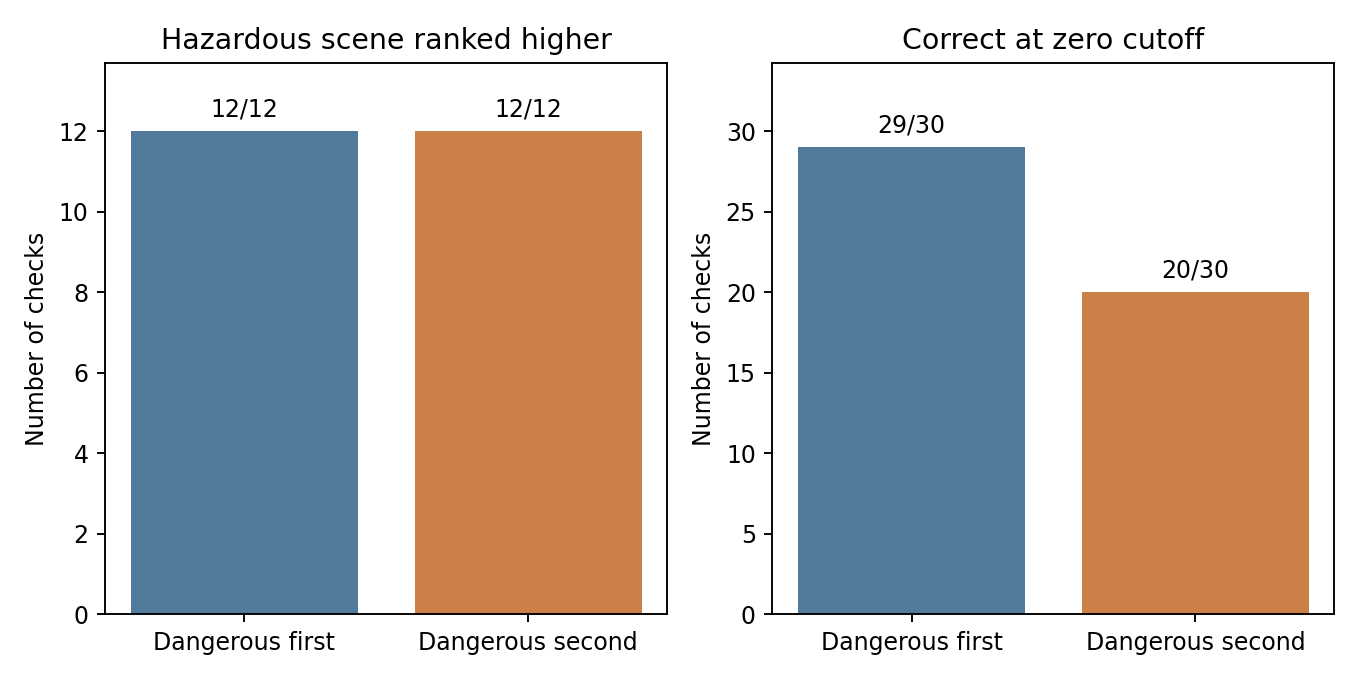 Hazardous scene ranked higher
12/12
12/12
Number of checks
12
10
8
6
4
2
0
Dangerous first
Dangerous second
Correct at zero cutoff
29/30
20/30
Number of checks
30
25
20
15
10
5
0
Dangerous first
Dangerous second